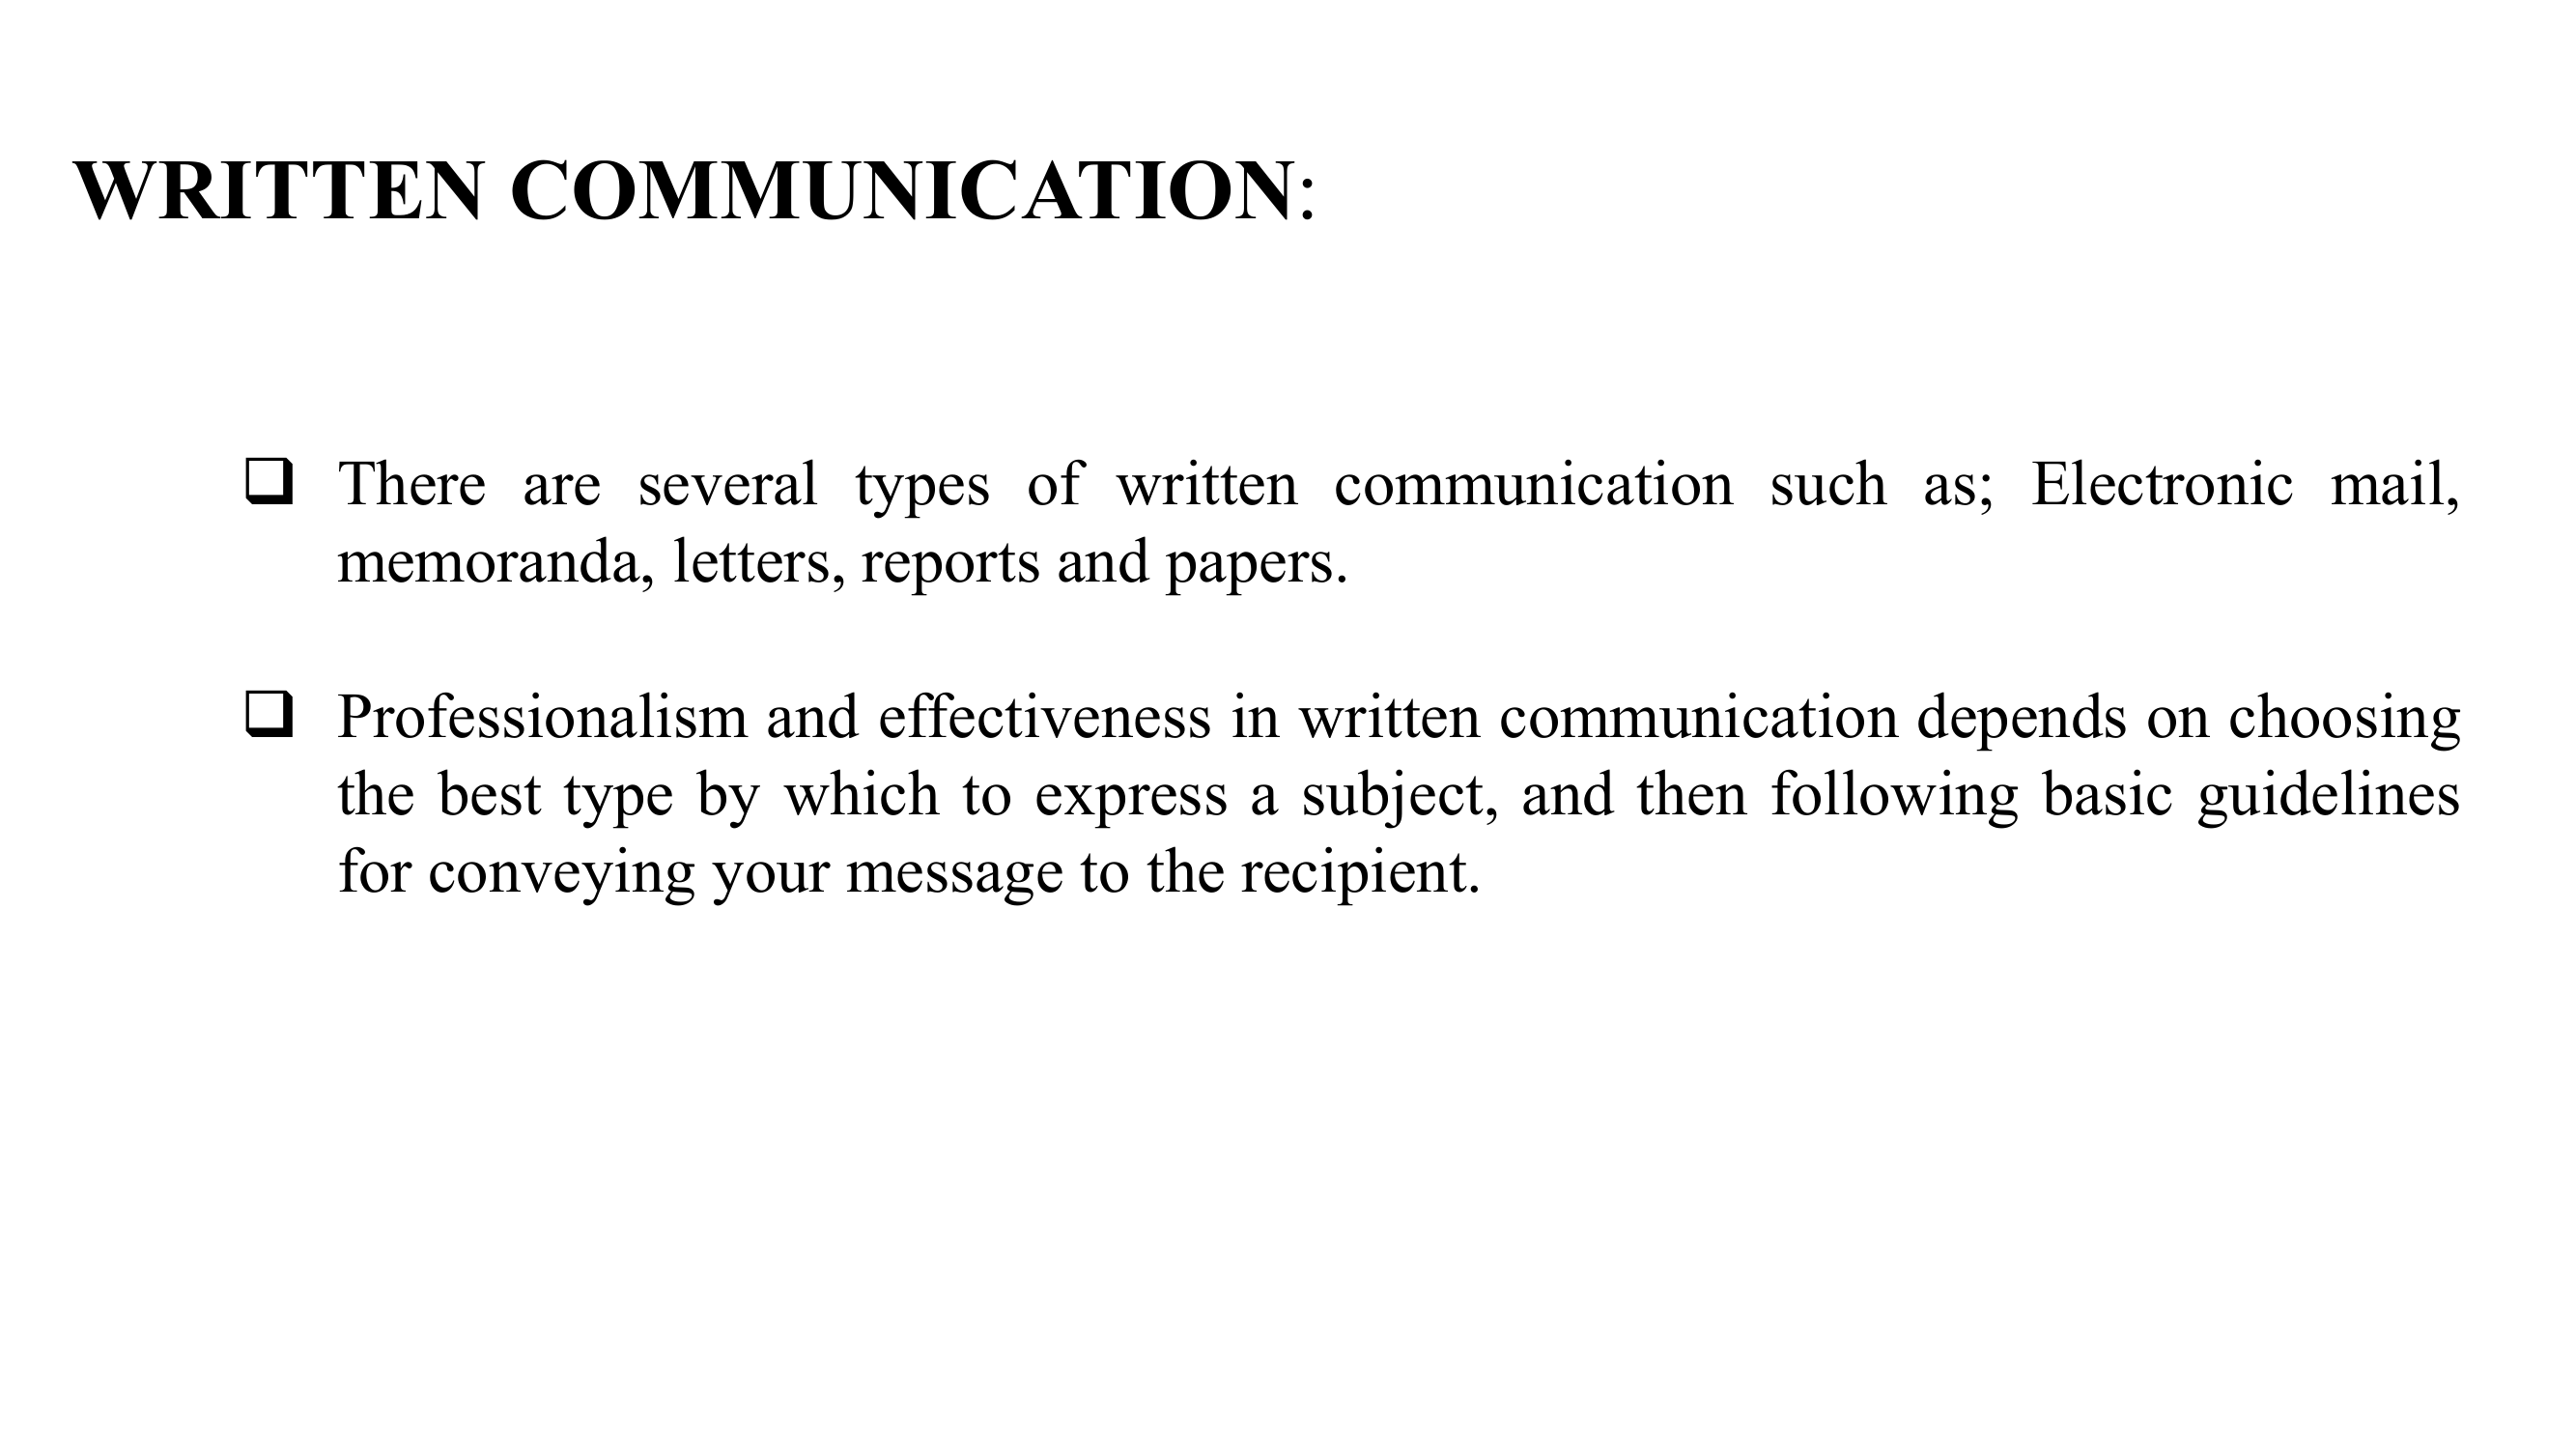 WRITTEN COMMUNICATION:
❑ There are several types of written communication such as; Electronic mail,
memoranda, letters, reports and papers.
❑ Professionalism and effectiveness in written communication depends on choosing
the best type by which to express a subject, and then following basic guidelines
for conveying your message to the recipient.